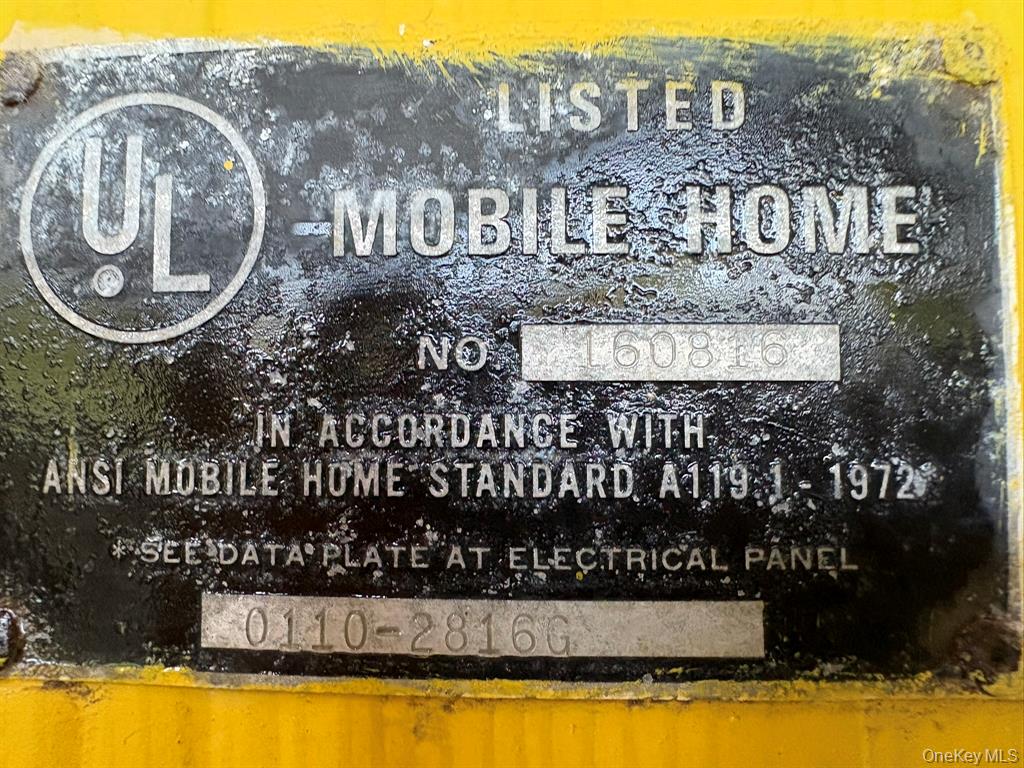 UL
LISTED
MOBILE HOME
NO 160816
IN ACCORDANCE WITH
ANSI MOBILE HOME STANDARD A119.1 - 1972
* SEE DATA PLATE AT ELECTRICAL PANEL
0110-2816G
OneKey MLS